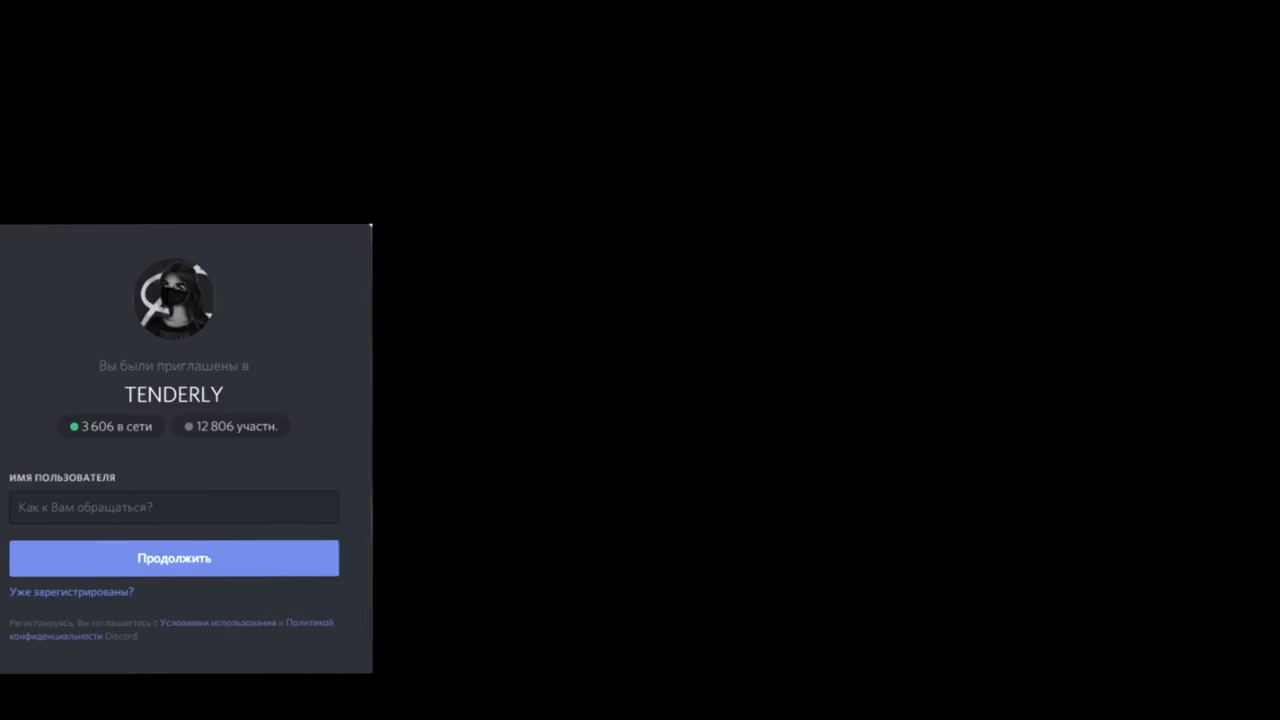 Вы были приглашены в
TENDERLY
3 606 в сети 12 806 участн.
ИМЯ ПОЛЬЗОВАТЕЛЯ
Как к Вам обращаться?
Продолжить
Уже зарегистрированы?
Регистрируясь, Вы соглашаетесь с Условиями использования и Политикой
конфиденциальности Discord.